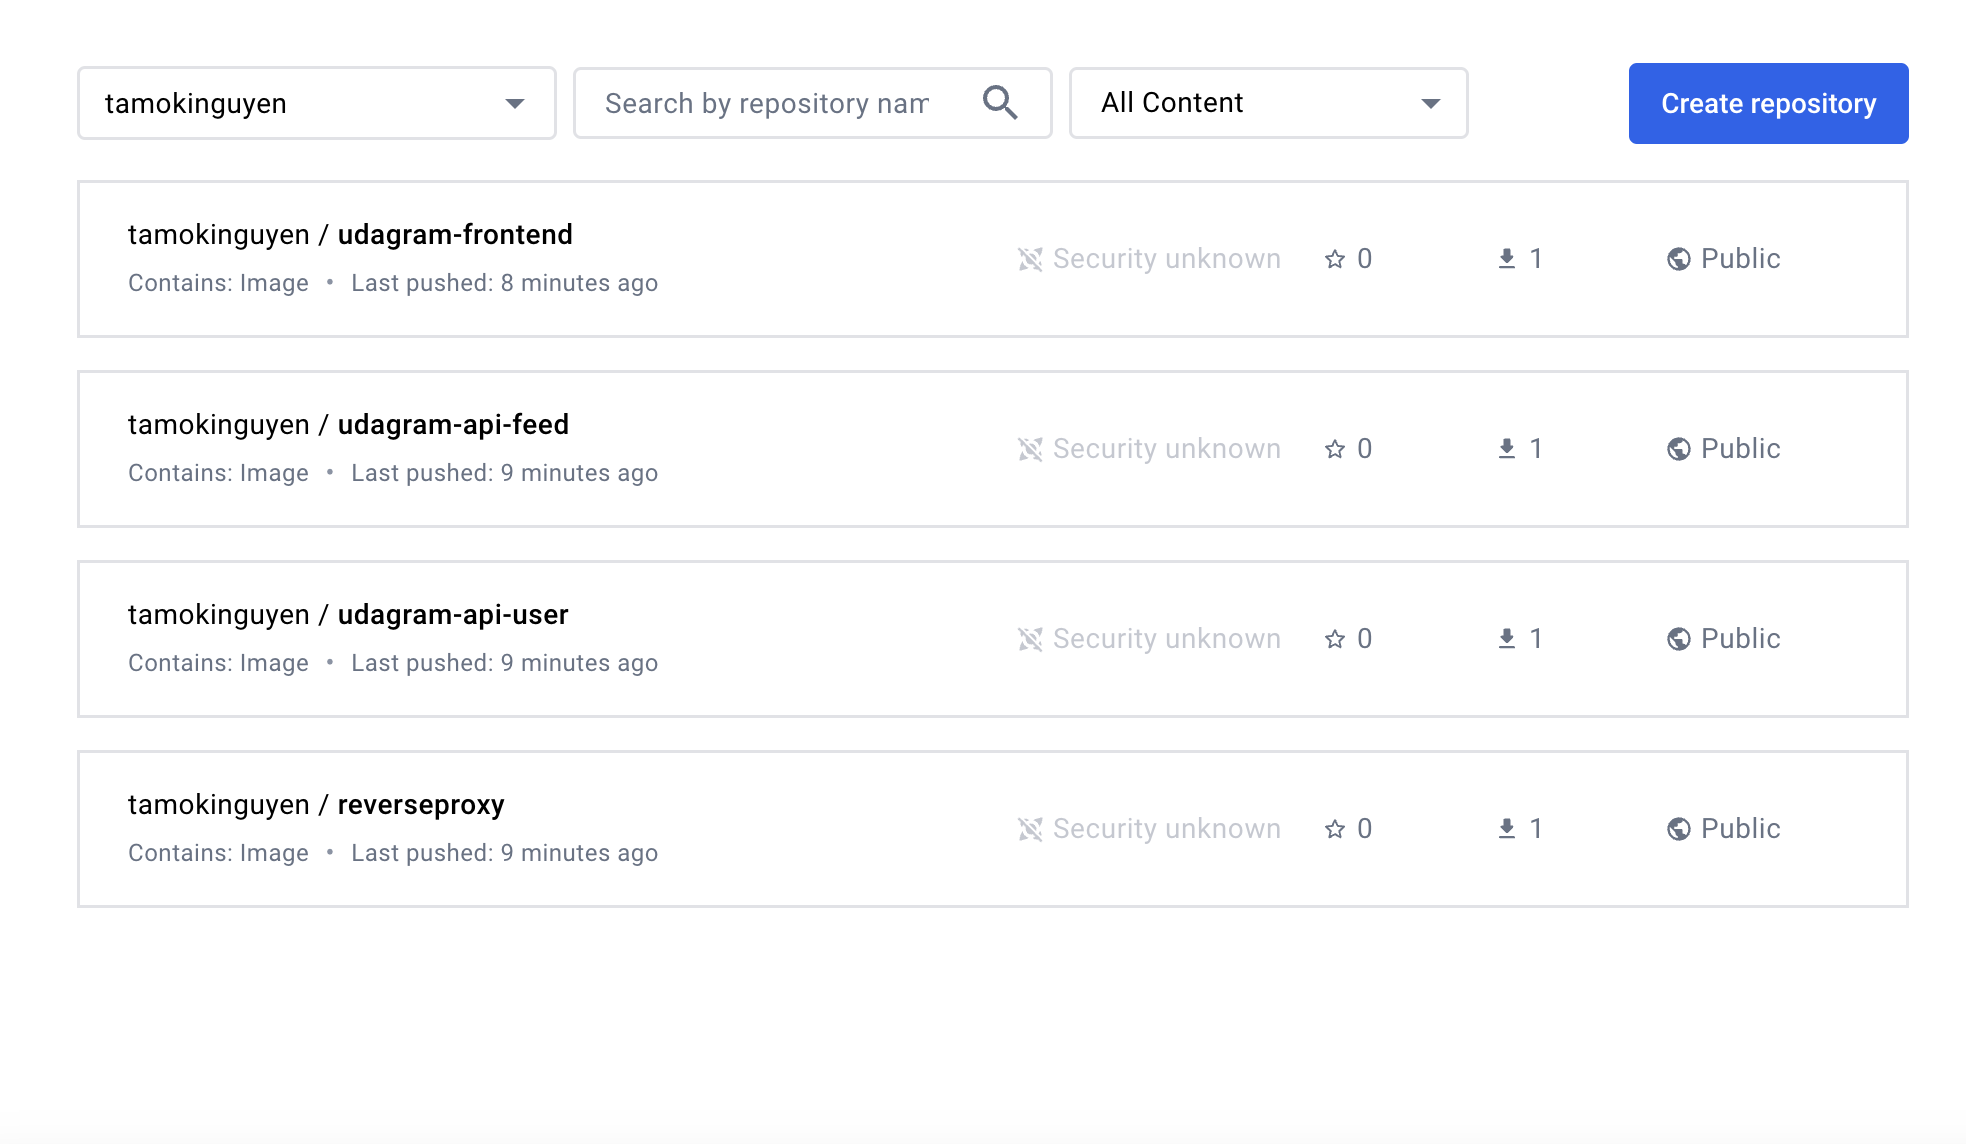 tamokinguyen
Search by repository nam
All Content
Create repository
tamokinguyen / udagram-frontend
Contains: Image • Last pushed: 8 minutes ago
Security unknown
0
1
Public
tamokinguyen / udagram-api-feed
Contains: Image • Last pushed: 9 minutes ago
Security unknown
0
1
Public
tamokinguyen / udagram-api-user
Contains: Image • Last pushed: 9 minutes ago
Security unknown
0
1
Public
tamokinguyen / reverseproxy
Contains: Image • Last pushed: 9 minutes ago
Security unknown
0
1
Public